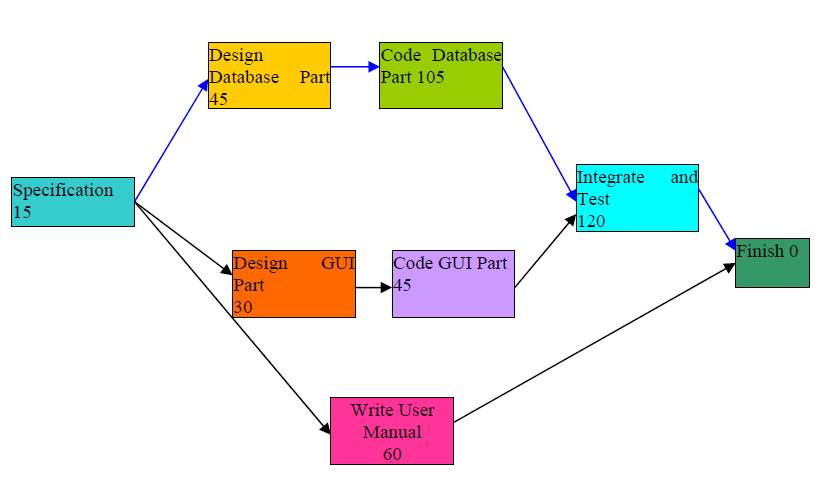 Design
Database Part
45
Code Database
Part 105
Specification
15
Integrate and
Test
120
Design GUI
Part
30
Code GUI Part
45
Finish 0
Write User
Manual
60